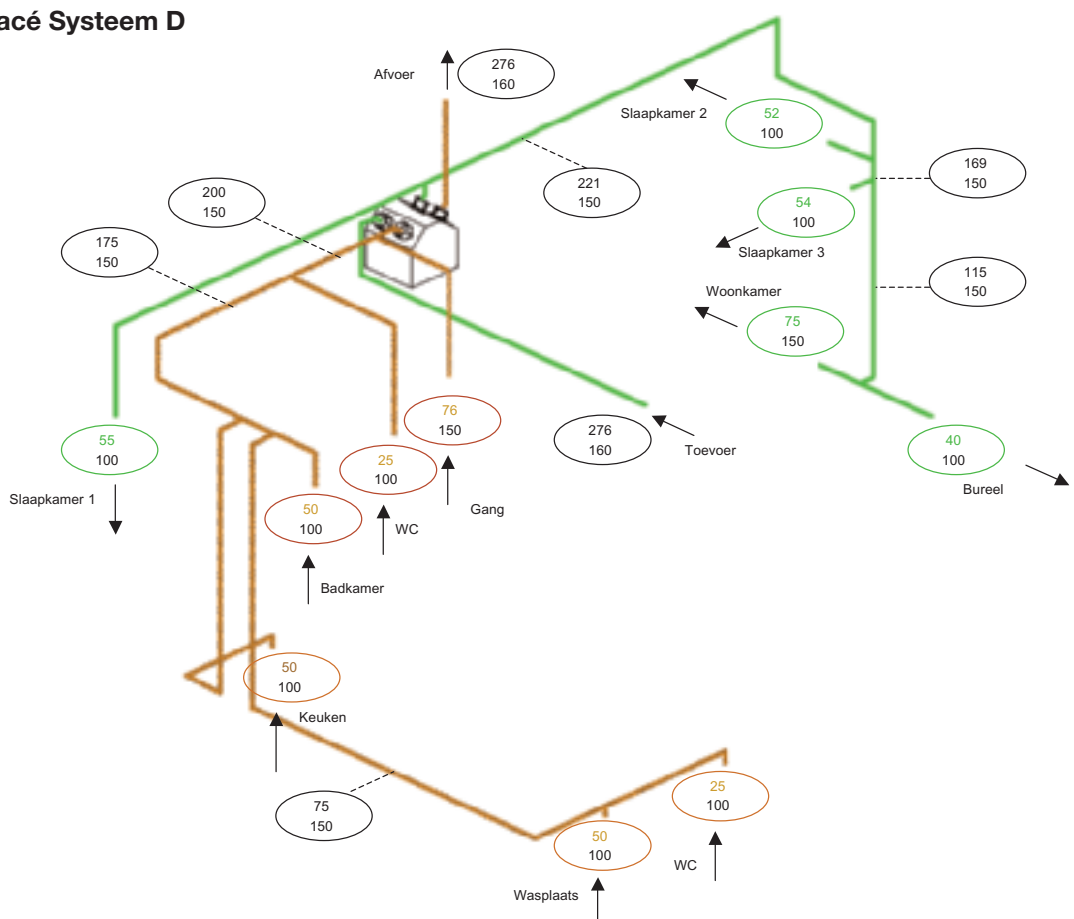 acé Systeem D
Afvoer
276
160
Slaapkamer 2
52
100
169
150
200
150
221
150
54
100
Slaapkamer 3
175
150
115
150
Woonkamer
75
150
76
150
276
160
Toevoer
40
100
Bureel
55
100
Slaapkamer 1
25
100
Gang
50
100
WC
Badkamer
50
100
Keuken
75
150
25
100
50
100
WC
Wasplaats